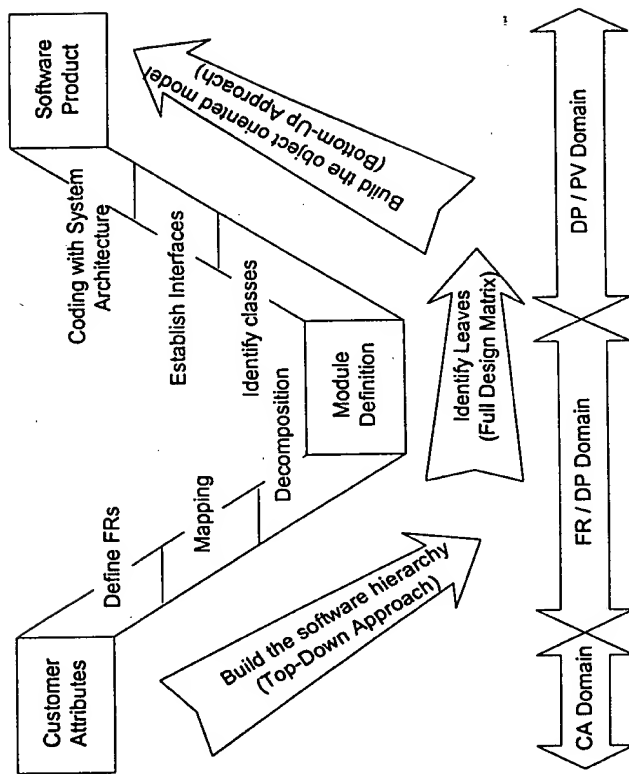 Customer
Attributes
Define FRs
Mapping
Decomposition
Module
Definition
Identify classes
Establish Interfaces
Coding with System
Architecture
Software
Product
Build the software hierarchy
(Top-Down Approach)
Identify Leaves
(Full Design Matrix)
Build the object oriented model
(Bottom-Up Approach)
CA Domain
FR / DP Domain
DP / PV Domain